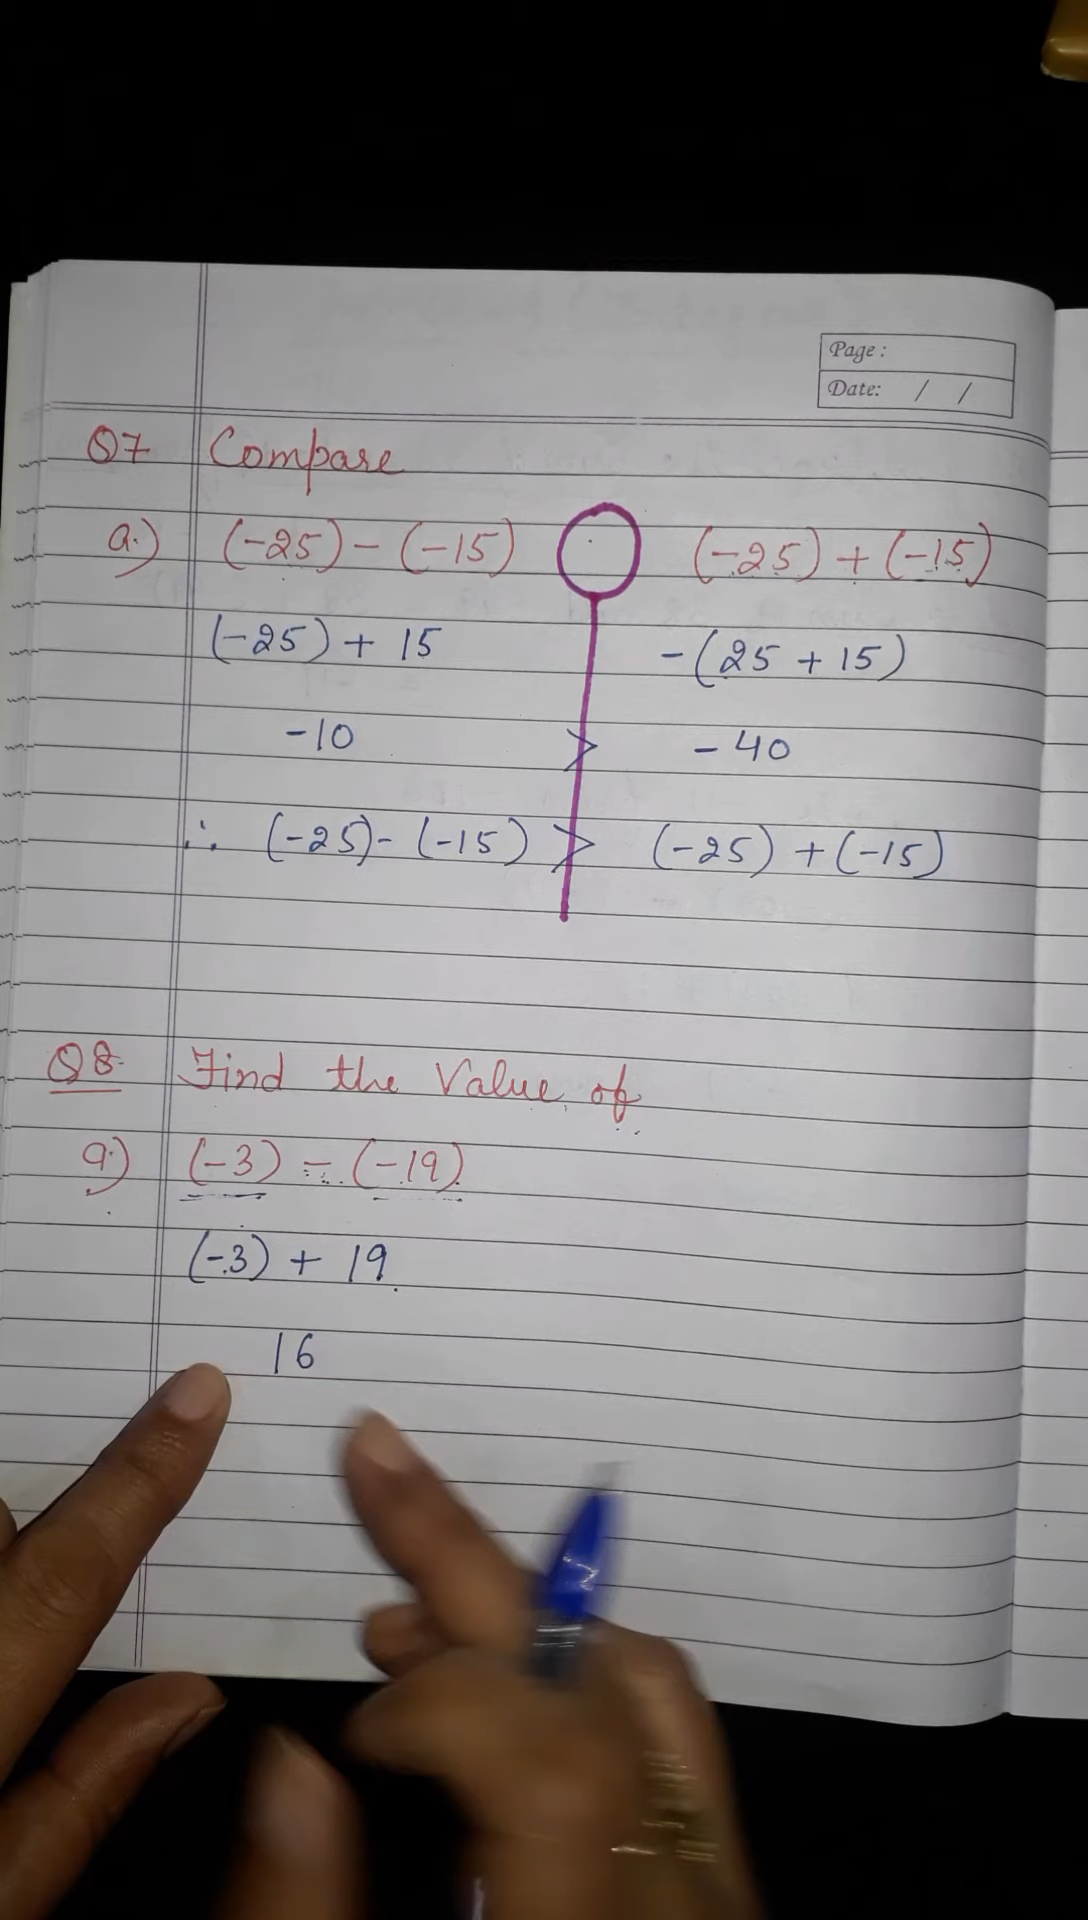 Page :
Date: / /
Q7 Compare
a.) (-25) - (-15) (-25) + (-15)
(-25) + 15 -(25 + 15)
-10 > -40
∴ (-25) - (-15) > (-25) + (-15)
Q8. Find the Value of
a.) (-3) - (-19)
(-3) + 19
16